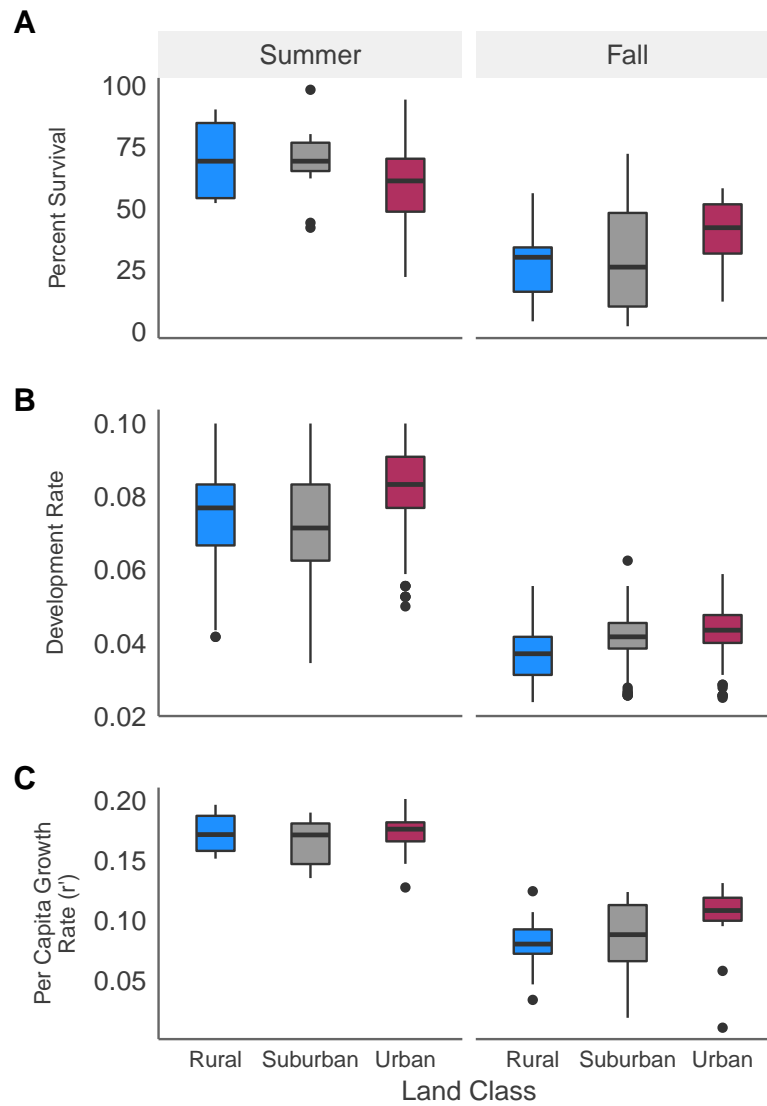 A
Summer Fall
Percent Survival
100
75
50
25
0
B
Development Rate
0.10
0.08
0.06
0.04
0.02
C
Per Capita Growth
Rate (r')
0.20
0.15
0.10
0.05
Rural Suburban Urban Rural Suburban Urban
Land Class